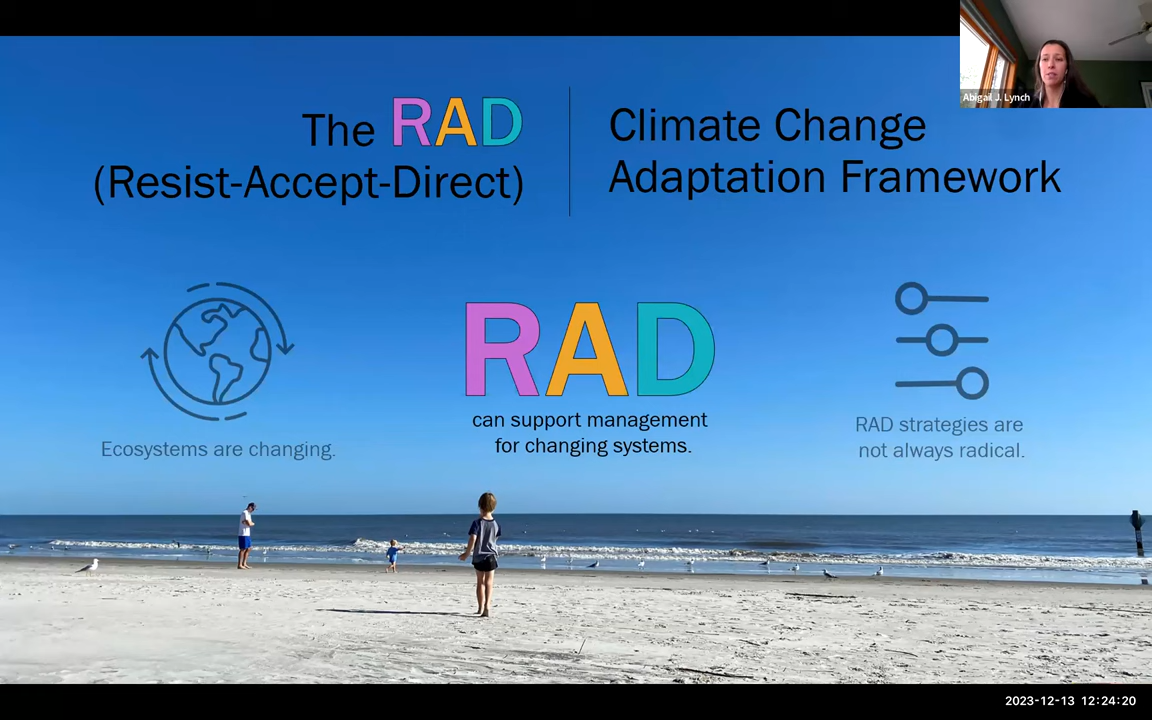 The RAD
(Resist-Accept-Direct)
Climate Change
Adaptation Framework
Abigail J. Lynch
Ecosystems are changing.
RAD
can support management
for changing systems.
RAD strategies are
not always radical.
2023-12-13 12:24:20